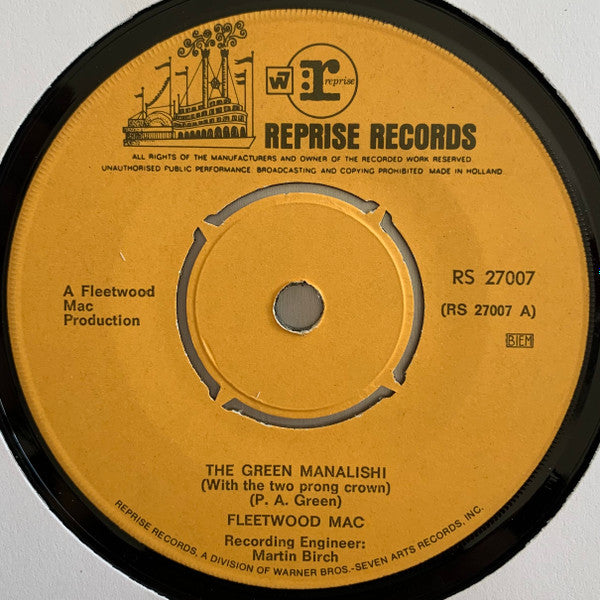 W7
r
reprise
REPRISE RECORDS
ALL RIGHTS OF THE MANUFACTURERS AND OWNER OF THE RECORDED WORK RESERVED
UNAUTHORISED PUBLIC PERFORMANCE BROADCASTING AND COPYING PROHIBITED MADE IN HOLLAND
A Fleetwood
Mac
Production
RS 27007
(RS 27007 A)
BIEM
THE GREEN MANALISHI
(With the two prong crown)
(P. A. Green)
FLEETWOOD MAC
Recording Engineer:
Martin Birch
REPRISE RECORDS, A DIVISION OF WARNER BROS.-SEVEN ARTS RECORDS, INC.